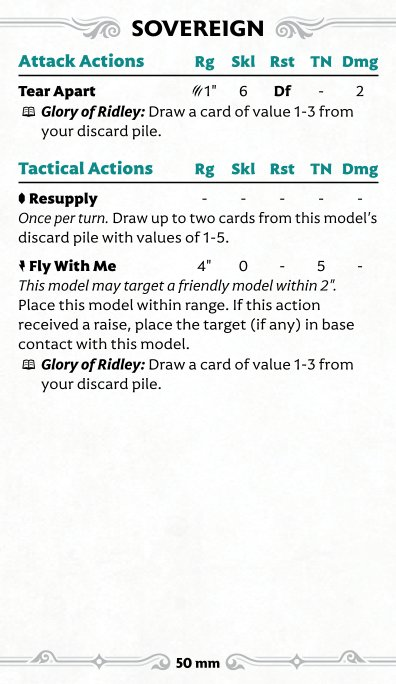 SOVEREIGN
Attack Actions Rg Skl Rst TN Dmg
Tear Apart 1" 6 Df - 2
Glory of Ridley: Draw a card of value 1-3 from
your discard pile.
Tactical Actions Rg Skl Rst TN Dmg
Resupply - - - - -
Once per turn. Draw up to two cards from this model’s
discard pile with values of 1-5.
Fly With Me 4" 0 - 5 -
This model may target a friendly model within 2".
Place this model within range. If this action
received a raise, place the target (if any) in base
contact with this model.
Glory of Ridley: Draw a card of value 1-3 from
your discard pile.
50 mm